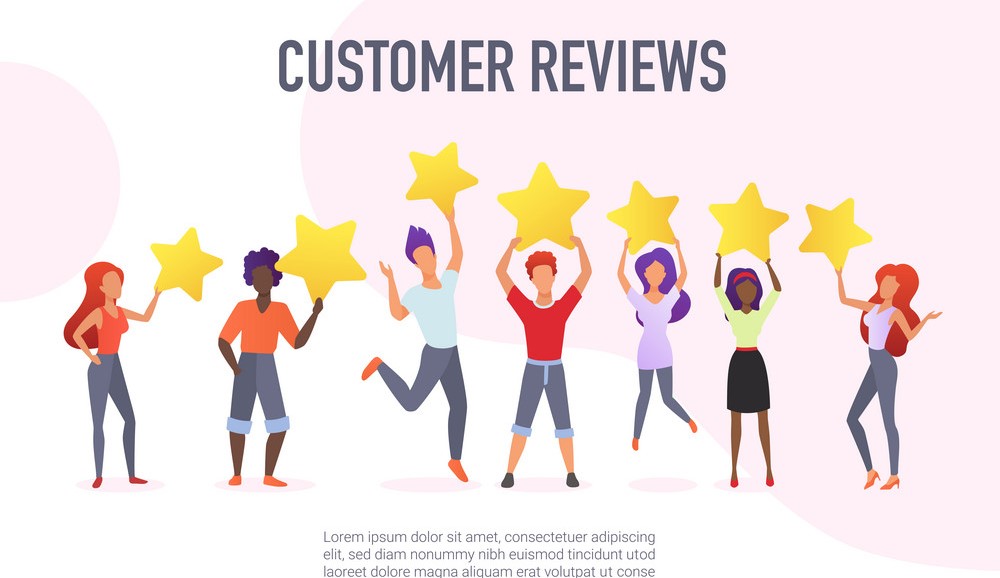 CUSTOMER REVIEWS
Lorem ipsum dolor sit amet, consectetuer adipiscing
elit, sed diam nonummy nibh euismod tincidunt utod
laoreet dolore magna aliquam erat volutpat ut conse